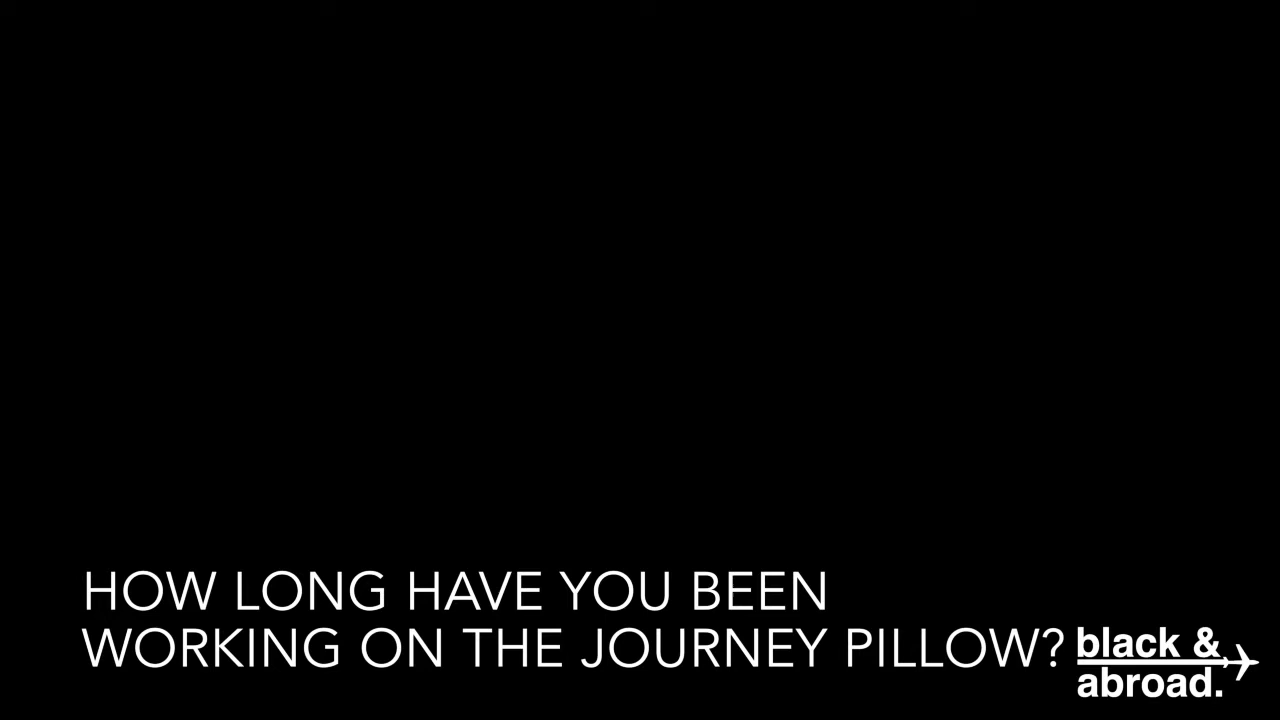 HOW LONG HAVE YOU BEEN
WORKING ON THE JOURNEY PILLOW?
black &
abroad.